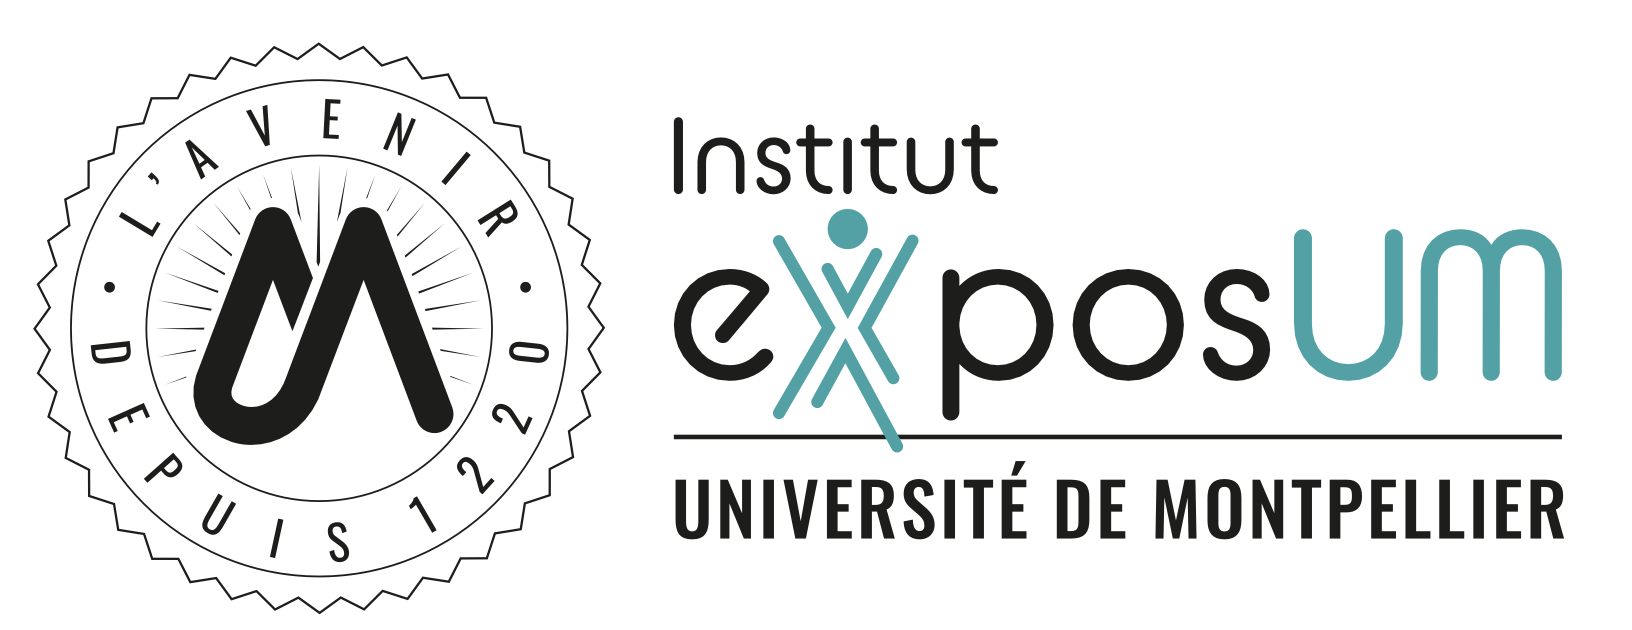 L'AVENIR
DEPUIS 1220
Institut
exposUM
UNIVERSITÉ DE MONTPELLIER